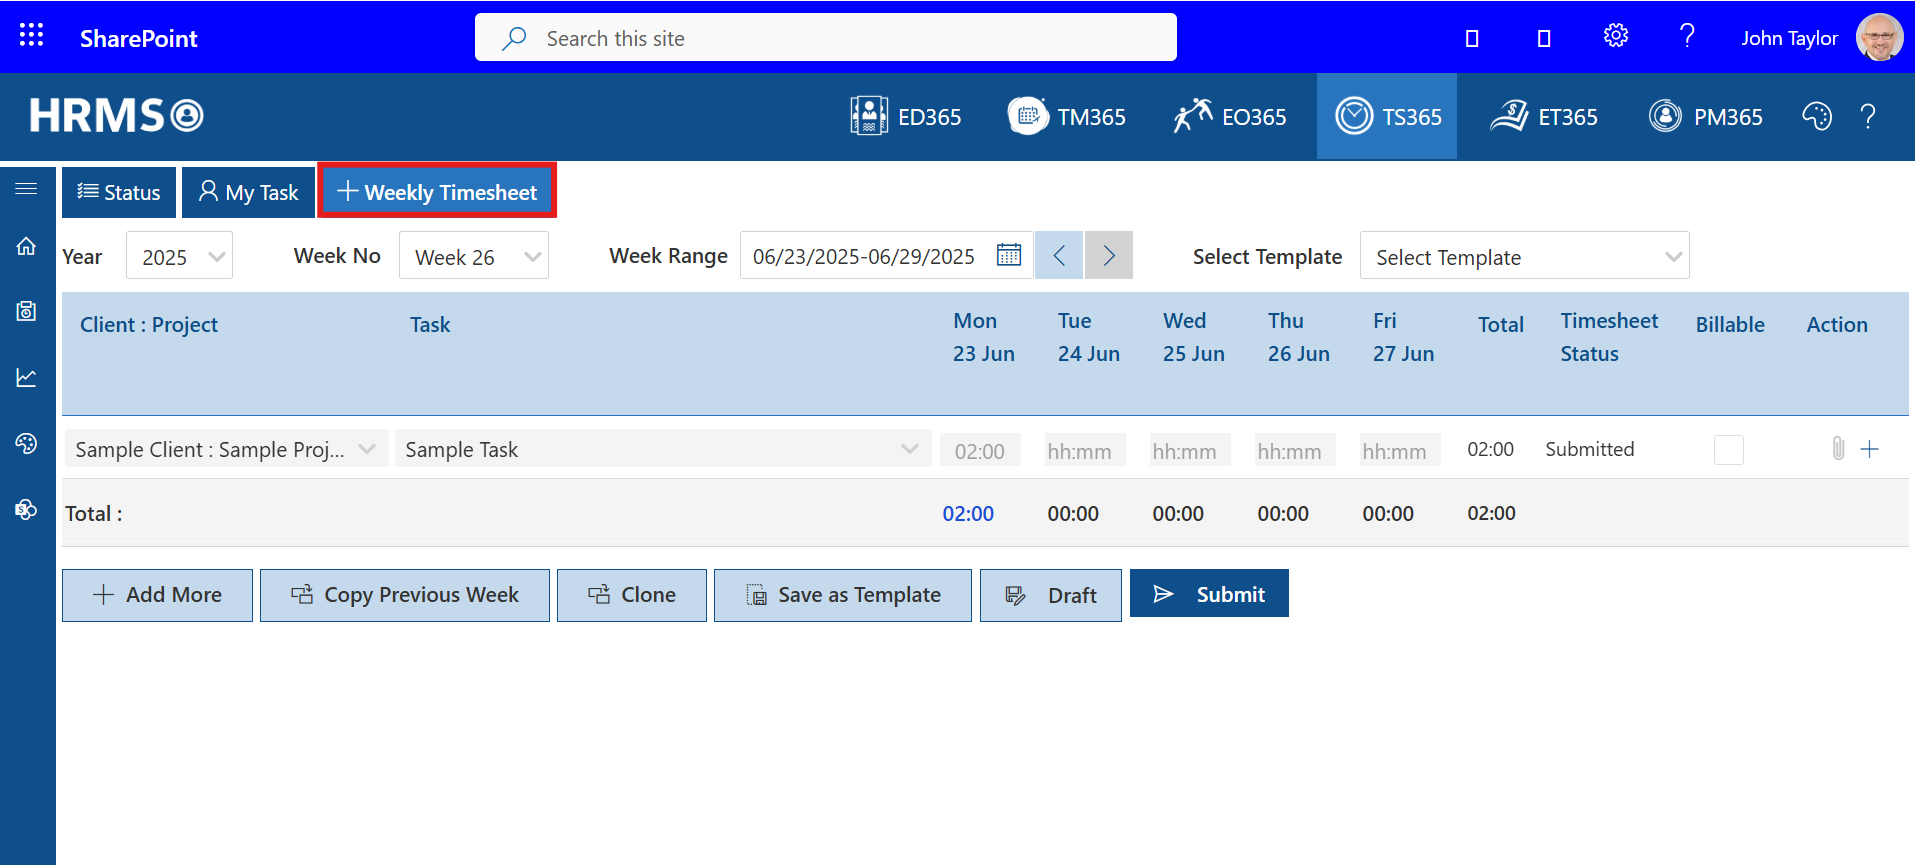 SharePoint
Search this site
?
John Taylor
HRMS
ED365
TM365
EO365
TS365
ET365
PM365
?
Status
My Task
Weekly Timesheet
Year
2025
Week No
Week 26
Week Range
06/23/2025-06/29/2025
Select Template
Select Template
Client : Project
Task
Mon
23 Jun
Tue
24 Jun
Wed
25 Jun
Thu
26 Jun
Fri
27 Jun
Total
Timesheet
Status
Billable
Action
Sample Client : Sample Proj...
Sample Task
02:00
hh:mm
hh:mm
hh:mm
hh:mm
02:00
Submitted
Total :
02:00
00:00
00:00
00:00
00:00
02:00
Add More
Copy Previous Week
Clone
Save as Template
Draft
Submit